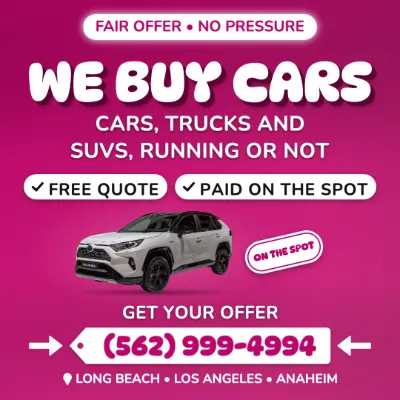 FAIR OFFER • NO PRESSURE
WE BUY CARS
CARS, TRUCKS AND
SUVS, RUNNING OR NOT
✓ FREE QUOTE ✓ PAID ON THE SPOT
ON THE SPOT
GET YOUR OFFER
(562) 999-4994
LONG BEACH • LOS ANGELES • ANAHEIM